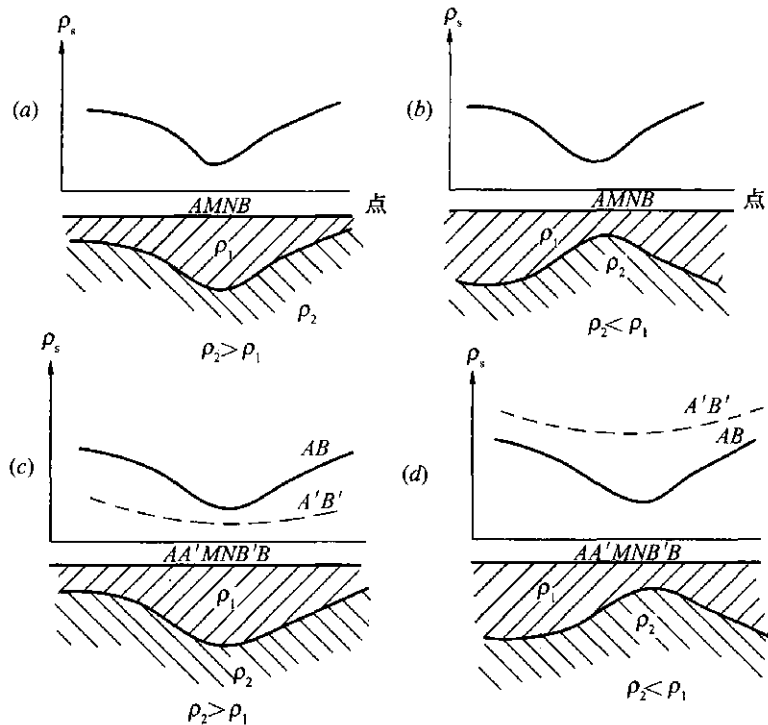 ρs
(a)
AMNB
点
ρ1
ρ2
ρ2>ρ1
ρs
(b)
AMNB
点
ρ1
ρ2
ρ2<ρ1
ρs
(c)
AB
A′B′
AA′MNB′B
ρ1
ρ2
ρ2>ρ1
ρs
(d)
A′B′
AB
AA′MNB′B
ρ1
ρ2
ρ2<ρ1